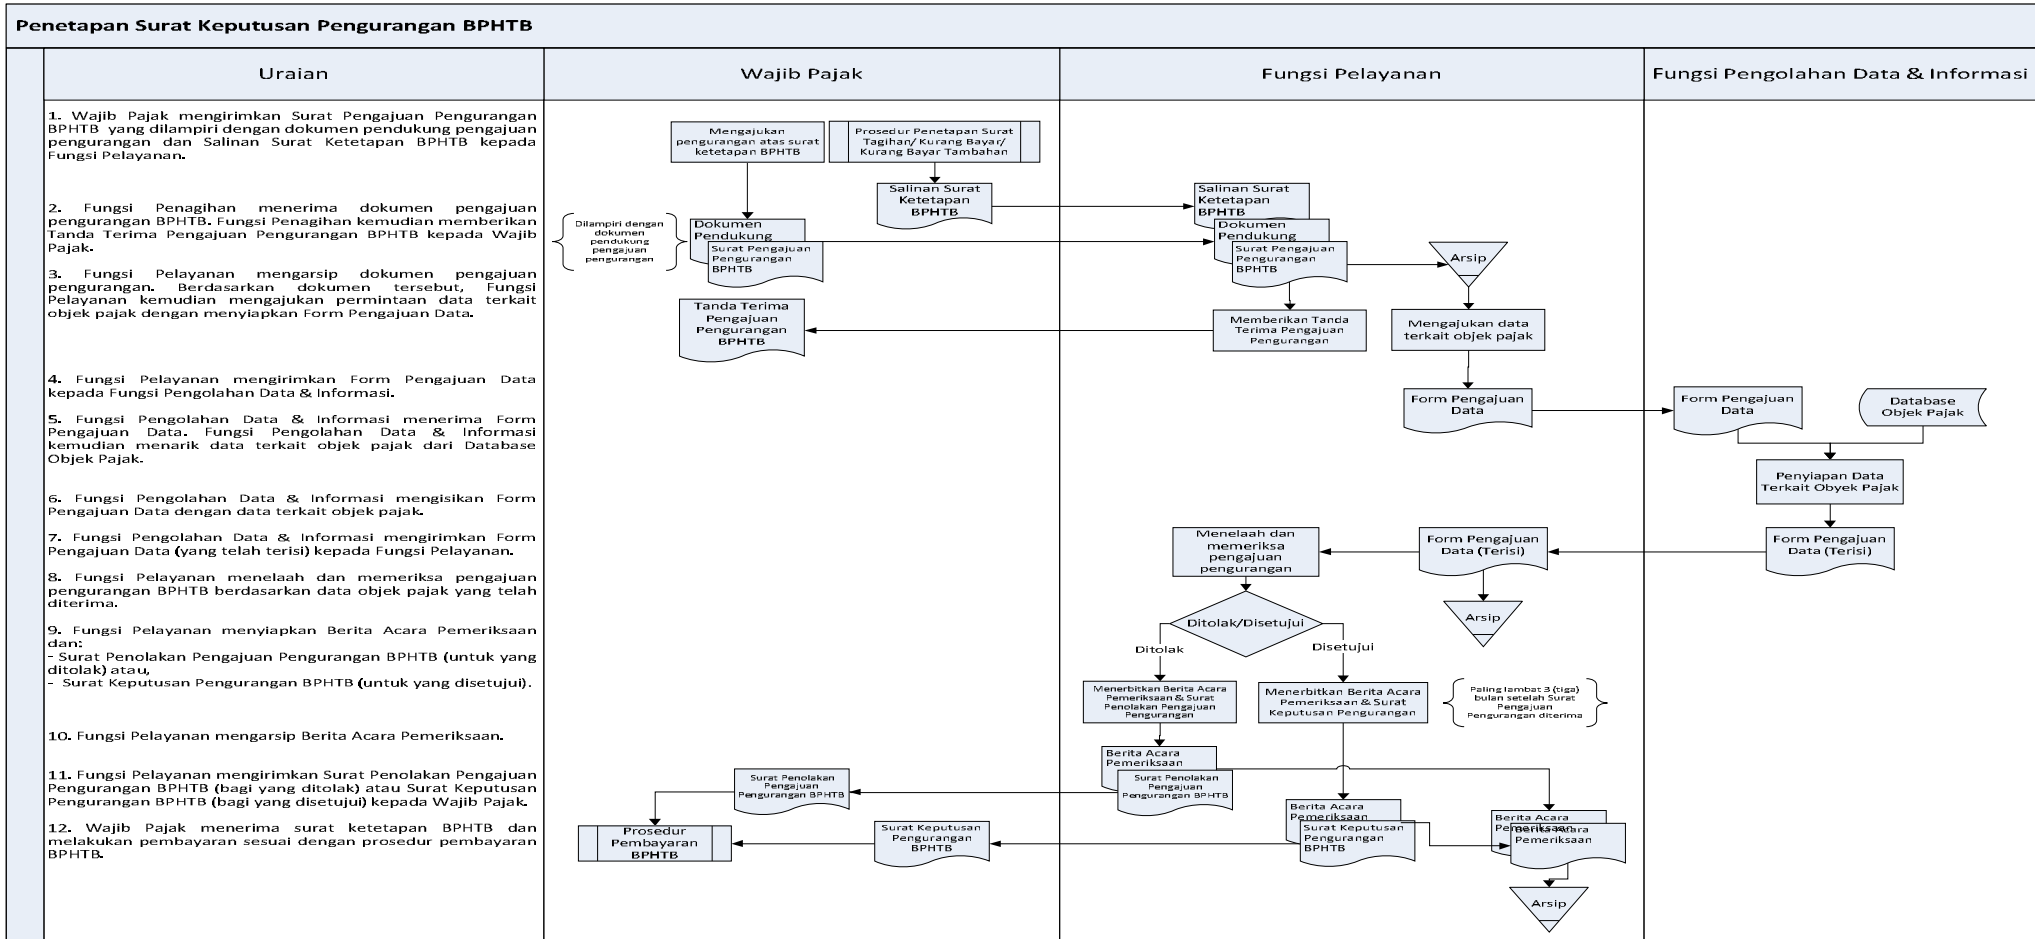 Penetapan Surat Keputusan Pengurangan BPHTB
Uraian
Wajib Pajak
Fungsi Pelayanan
Fungsi Pengolahan Data & Informasi
1. Wajib Pajak mengirimkan Surat Pengajuan Pengurangan
BPHTB yang dilampiri dengan dokumen pendukung pengajuan
pengurangan dan Salinan Surat Ketetapan BPHTB kepada
Fungsi Pelayanan.
2. Fungsi Penagihan menerima dokumen pengajuan
pengurangan BPHTB. Fungsi Penagihan kemudian memberikan
Tanda Terima Pengajuan Pengurangan BPHTB kepada Wajib
Pajak.
3. Fungsi Pelayanan mengarsip dokumen pengajuan
pengurangan. Berdasarkan dokumen tersebut, Fungsi
Pelayanan kemudian mengajukan permintaan data terkait
objek pajak dengan menyiapkan Form Pengajuan Data.
4. Fungsi Pelayanan mengirimkan Form Pengajuan Data
kepada Fungsi Pengolahan Data & Informasi.
5. Fungsi Pengolahan Data & Informasi menerima Form
Pengajuan Data. Fungsi Pengolahan Data & Informasi
kemudian menarik data terkait objek pajak dari Database
Objek Pajak.
6. Fungsi Pengolahan Data & Informasi mengisikan Form
Pengajuan Data dengan data terkait objek pajak.
7. Fungsi Pengolahan Data & Informasi mengirimkan Form
Pengajuan Data (yang telah terisi) kepada Fungsi Pelayanan.
8. Fungsi Pelayanan menelaah dan memeriksa pengajuan
pengurangan BPHTB berdasarkan data objek pajak yang telah
diterima.
9. Fungsi Pelayanan menyiapkan Berita Acara Pemeriksaan
dan:
- Surat Penolakan Pengajuan Pengurangan BPHTB (untuk yang
ditolak) atau,
- Surat Keputusan Pengurangan BPHTB (untuk yang disetujui).
10. Fungsi Pelayanan mengarsip Berita Acara Pemeriksaan.
11. Fungsi Pelayanan mengirimkan Surat Penolakan Pengajuan
Pengurangan BPHTB (bagi yang ditolak) atau Surat Keputusan
Pengurangan BPHTB (bagi yang disetujui) kepada Wajib Pajak.
12. Wajib Pajak menerima surat ketetapan BPHTB dan
melakukan pembayaran sesuai dengan prosedur pembayaran
BPHTB.
Mengajukan
pengurangan atas surat
ketetapan BPHTB
Prosedur Penetapan Surat
Tagihan/ Kurang Bayar/
Kurang Bayar Tambahan
Salinan Surat
Ketetapan
BPHTB
Dilampiri dengan
dokumen
pendukung
pengajuan
pengurangan
Dokumen
Pendukung
Surat Pengajuan
Pengurangan
BPHTB
Salinan Surat
Ketetapan
BPHTB
Dokumen
Pendukung
Surat Pengajuan
Pengurangan
BPHTB
Arsip
Tanda Terima
Pengajuan
Pengurangan
BPHTB
Memberikan Tanda
Terima Pengajuan
Pengurangan
Mengajukan data
terkait objek pajak
Form Pengajuan
Data
Form Pengajuan
Data
Database
Objek Pajak
Penyiapan Data
Terkait Obyek Pajak
Menelaah dan
memeriksa
pengajuan
pengurangan
Form Pengajuan
Data (Terisi)
Form Pengajuan
Data (Terisi)
Arsip
Ditolak/Disetujui
Ditolak
Disetujui
Menerbitkan Berita Acara
Pemeriksaan & Surat
Penolakan Pengajuan
Pengurangan
Menerbitkan Berita Acara
Pemeriksaan & Surat
Keputusan Pengurangan
Paling lambat 3 (tiga)
bulan setelah Surat
Pengajuan
Pengurangan diterima
Berita Acara
Pemeriksaan
Surat Penolakan
Pengajuan
Pengurangan BPHTB
Surat Penolakan
Pengajuan
Pengurangan BPHTB
Berita Acara
Pemeriksaan
Surat Keputusan
Pengurangan
BPHTB
Berita Acara
Pemeriksaan
Berita Acara
Pemeriksaan
Prosedur
Pembayaran
BPHTB
Surat Keputusan
Pengurangan
BPHTB
Arsip